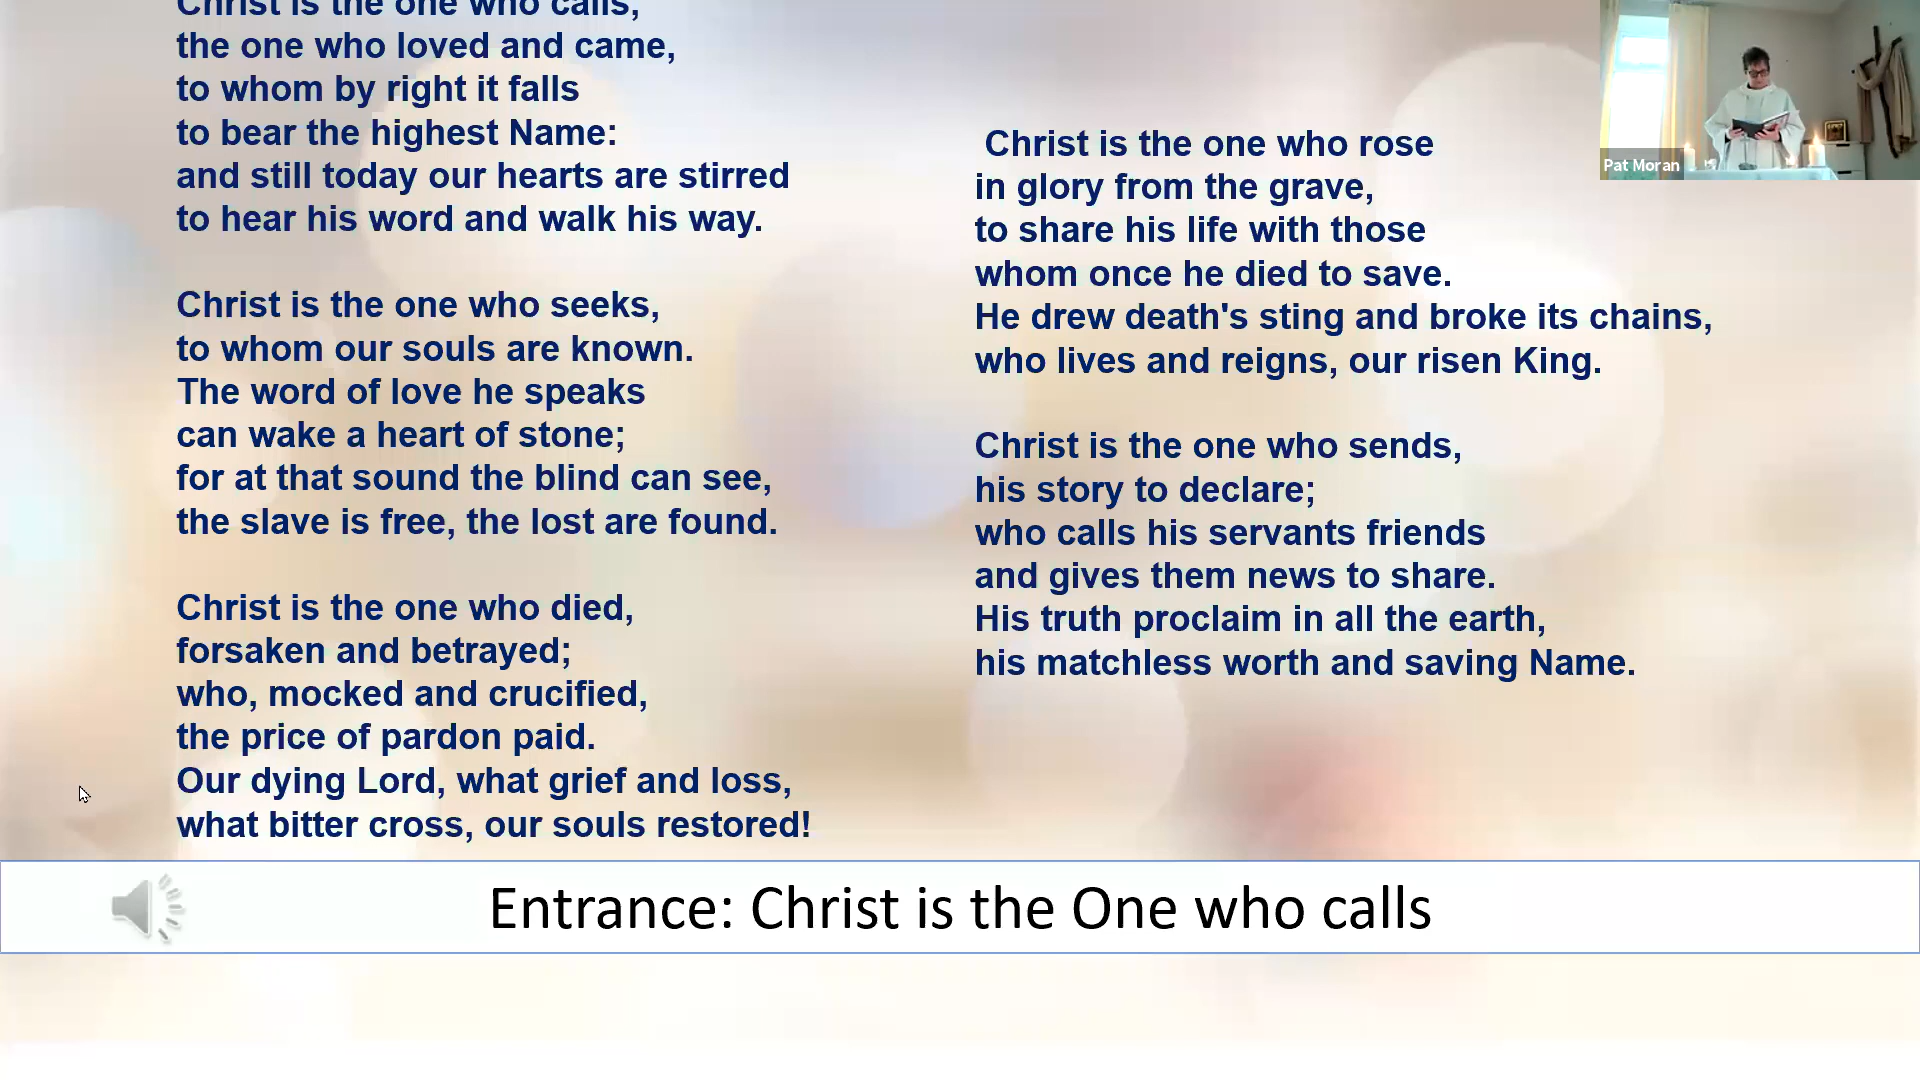 Christ is the one who calls,
the one who loved and came,
to whom by right it falls
to bear the highest Name:
and still today our hearts are stirred
to hear his word and walk his way.
Christ is the one who seeks,
to whom our souls are known.
The word of love he speaks
can wake a heart of stone;
for at that sound the blind can see,
the slave is free, the lost are found.
Christ is the one who died,
forsaken and betrayed;
who, mocked and crucified,
the price of pardon paid.
Our dying Lord, what grief and loss,
what bitter cross, our souls restored!
Christ is the one who rose
in glory from the grave,
to share his life with those
whom once he died to save.
He drew death's sting and broke its chains,
who lives and reigns, our risen King.
Christ is the one who sends,
his story to declare;
who calls his servants friends
and gives them news to share.
His truth proclaim in all the earth,
his matchless worth and saving Name.
Pat Moran
Entrance: Christ is the One who calls